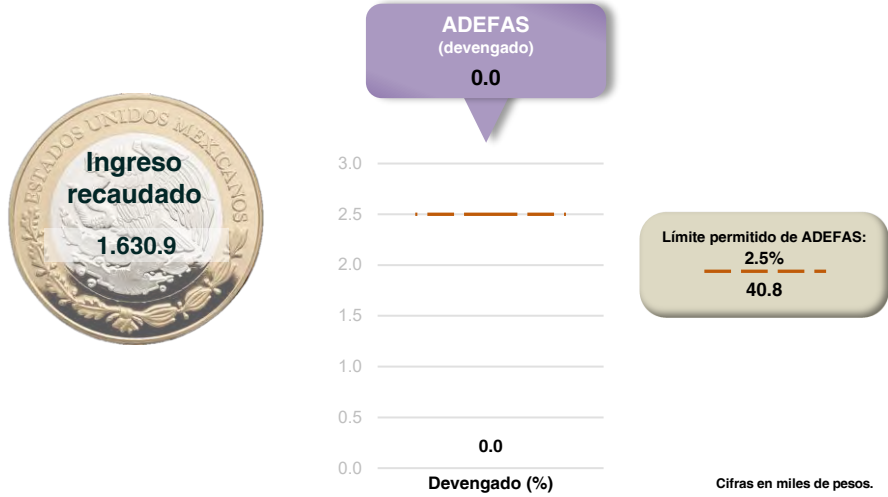 ADEFAS
(devengado)
0.0
ESTADOS UNIDOS MEXICANOS
Ingreso
recaudado
1.630.9
3.0
2.5
2.0
1.5
1.0
0.5
0.0
0.0
Devengado (%)
Límite permitido de ADEFAS:
2.5%
40.8
Cifras en miles de pesos.